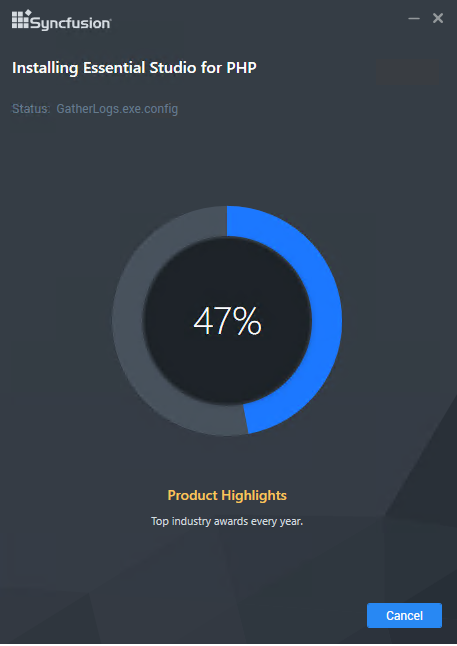 Syncfusion
Installing Essential Studio for PHP
Status: GatherLogs.exe.config
47%
Product Highlights
Top industry awards every year.
Cancel